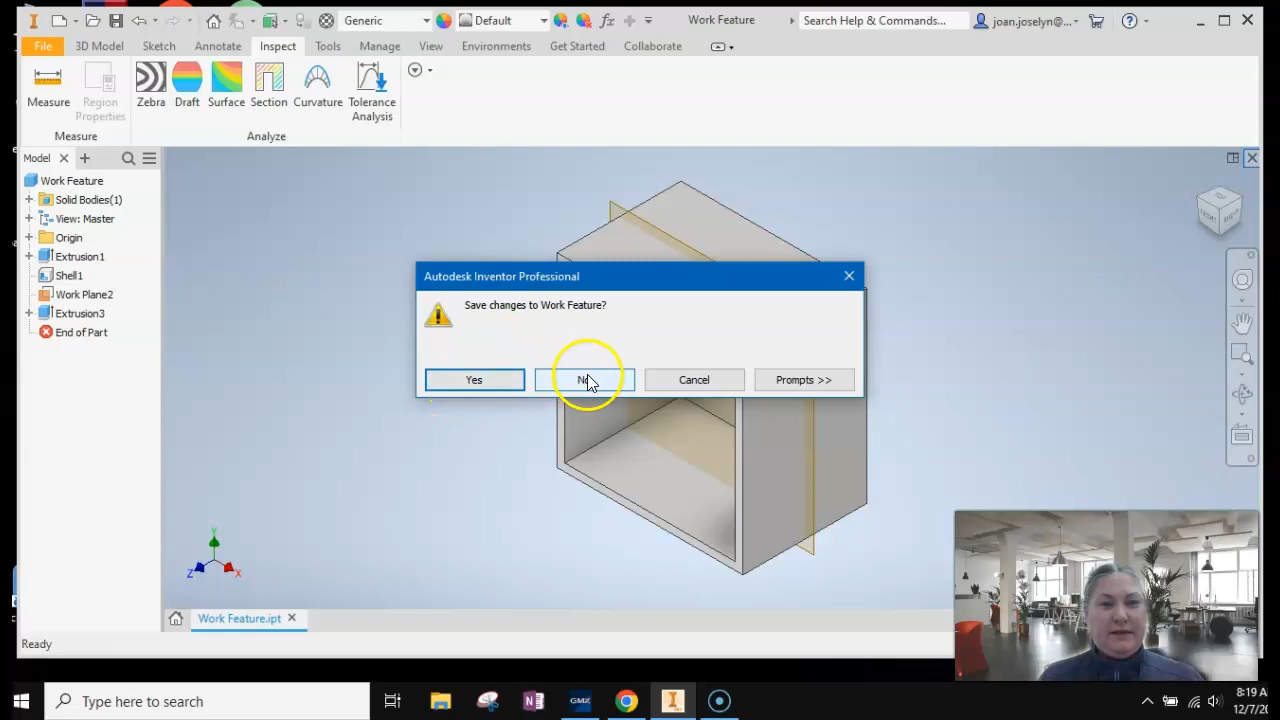 Generic
Default
Work Feature
Search Help & Commands...
joan.joselyn@...
File
3D Model
Sketch
Annotate
Inspect
Tools
Manage
View
Environments
Get Started
Collaborate
Measure
Region Properties
Zebra
Draft
Surface
Section
Curvature
Tolerance Analysis
Measure
Analyze
Model
Work Feature
Solid Bodies(1)
View: Master
Origin
Extrusion1
Shell1
Work Plane2
Extrusion3
End of Part
TOP
FRONT
RIGHT
Autodesk Inventor Professional
Save changes to Work Feature?
Yes
No
Cancel
Prompts >>
Y
Z
X
Work Feature.ipt
Ready
Type here to search
GMX
8:19 A
12/7/20